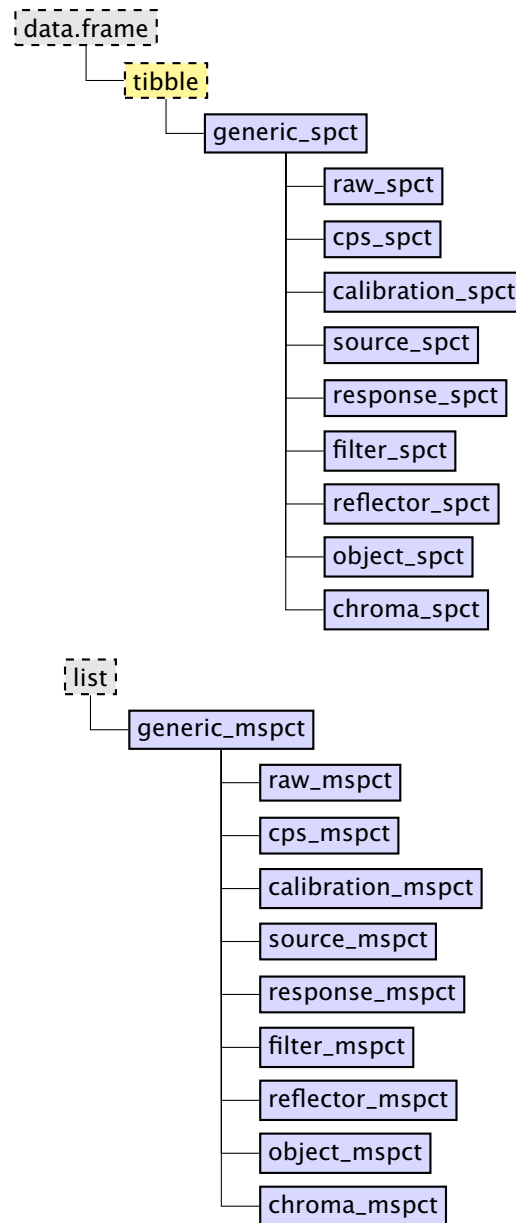 data.frame
tibble
generic_spct
raw_spct
cps_spct
calibration_spct
source_spct
response_spct
filter_spct
reflector_spct
object_spct
chroma_spct
list
generic_mspct
raw_mspct
cps_mspct
calibration_mspct
source_mspct
response_mspct
filter_mspct
reflector_mspct
object_mspct
chroma_mspct